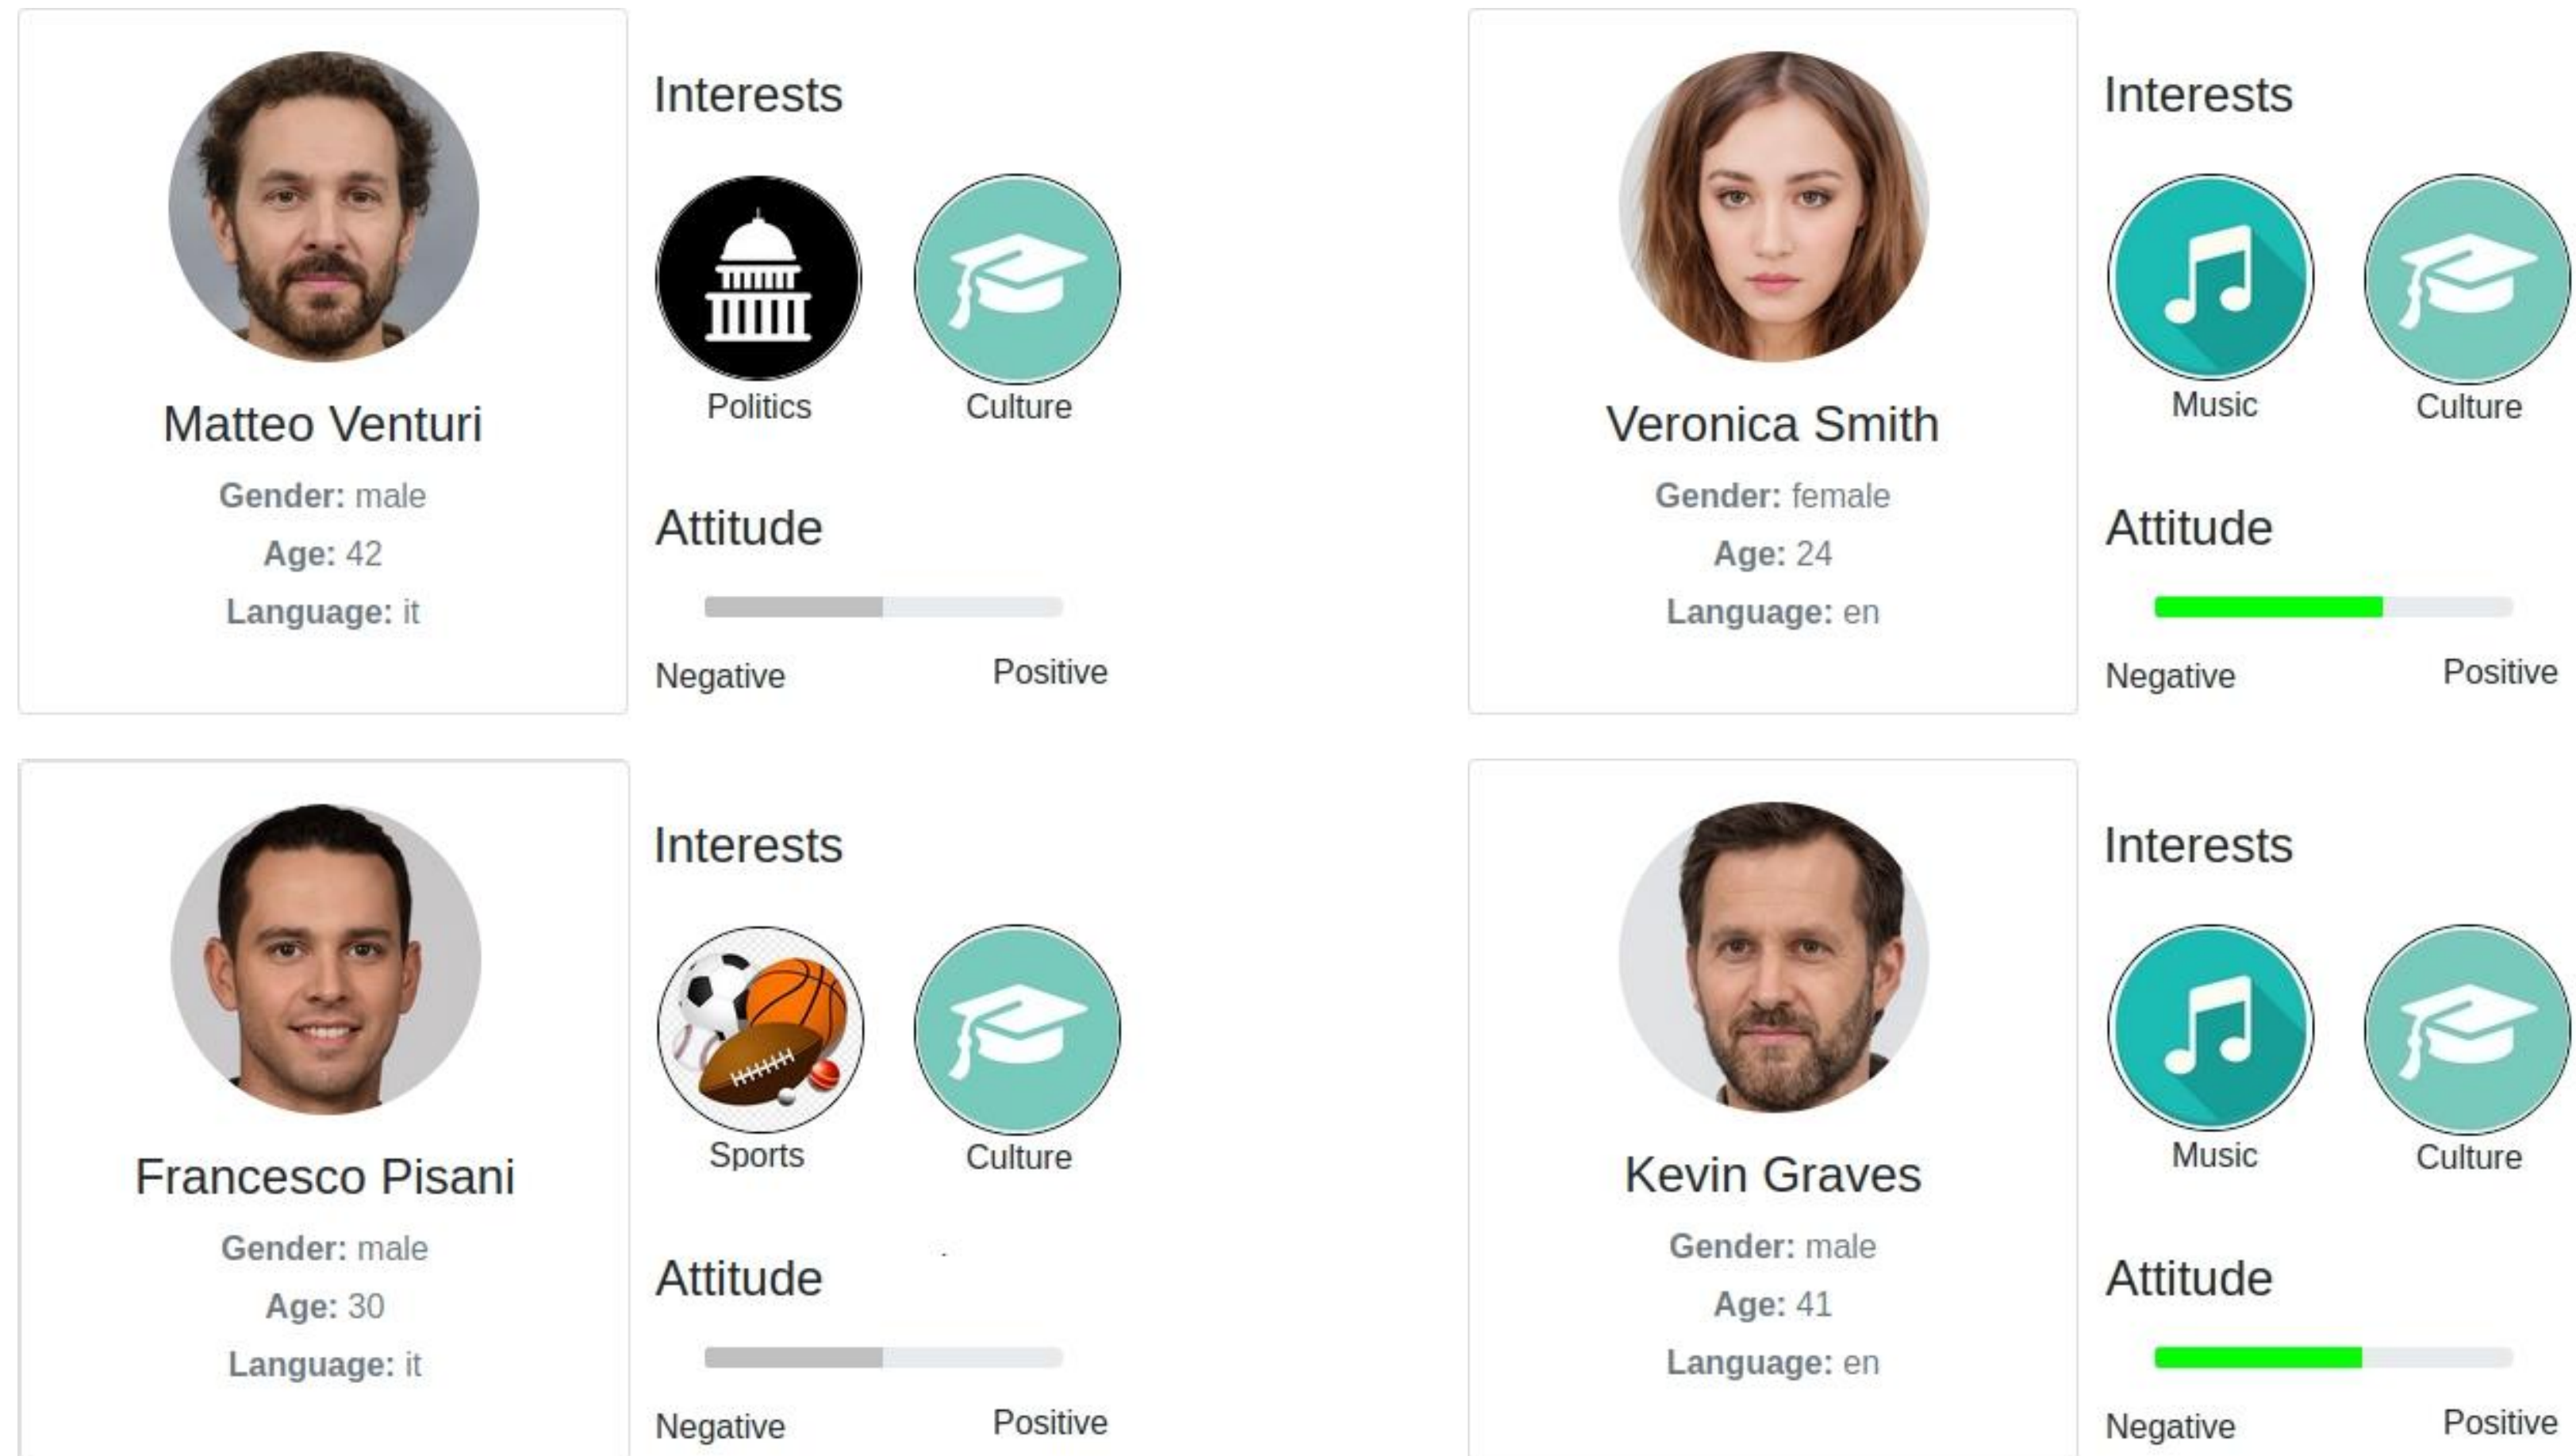 Matteo Venturi
Gender: male
Age: 42
Language: it
Interests
Politics Culture
Attitude
Negative Positive
Veronica Smith
Gender: female
Age: 24
Language: en
Interests
Music Culture
Attitude
Negative Positive
Francesco Pisani
Gender: male
Age: 30
Language: it
Interests
Sports Culture
Attitude
Negative Positive
Kevin Graves
Gender: male
Age: 41
Language: en
Interests
Music Culture
Attitude
Negative Positive